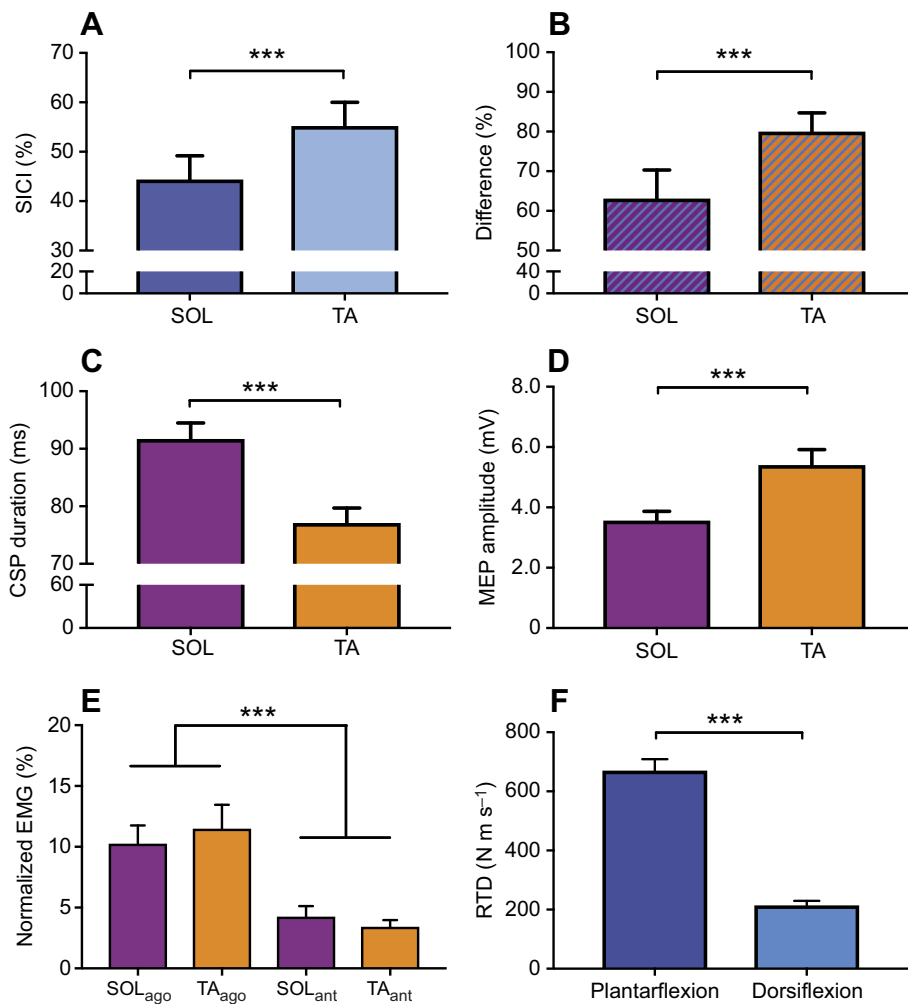 A
SICI (%)
70
60
50
40
30
20
0
***
SOL
TA
B
Difference (%)
100
90
80
70
60
50
40
0
***
SOL
TA
C
CSP duration (ms)
100
90
80
70
60
0
***
SOL
TA
D
MEP amplitude (mV)
8.0
6.0
4.0
2.0
0
***
SOL
TA
E
Normalized EMG (%)
20
15
10
5
0
***
SOLago
TAago
SOLant
TAant
F
RTD (N m s−1)
800
600
400
200
0
***
Plantarflexion
Dorsiflexion